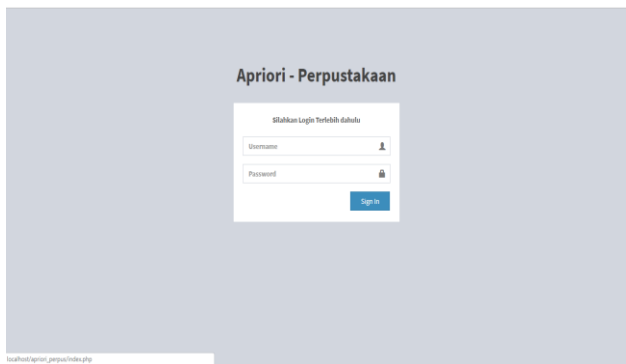 Apriori - Perpustakaan
Silahkan Login Terlebih dahulu
Username
Password
Sign In
localhost/apriori_perpus/index.php